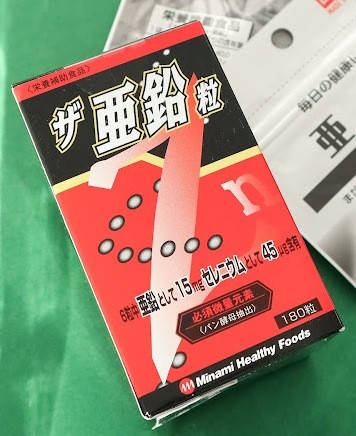 〈栄養補助食品〉
ザ 亜鉛 粒
Zn
6粒中亜鉛として15mgセレニウムとして45μg含有
必須微量元素
〈パン酵母抽出〉
180粒
Minami Healthy Foods
栄養補助食品
毎日の健康
亜